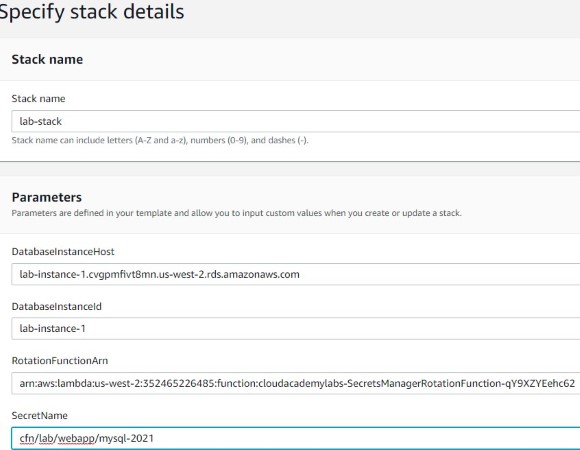 Specify stack details
Stack name
Stack name
lab-stack
Stack name can include letters (A-Z and a-z), numbers (0-9), and dashes (-).
Parameters
Parameters are defined in your template and allow you to input custom values when you create or update a stack.
DatabaseInstanceHost
lab-instance-1.cvgpmfivt8mn.us-west-2.rds.amazonaws.com
DatabaseInstanceId
lab-instance-1
RotationFunctionArn
arn:aws:lambda:us-west-2:352465226485:function:cloudacademylabs-SecretsManagerRotationFunction-qY9XZYEehc62
SecretName
cfn/lab/webapp/mysql-2021